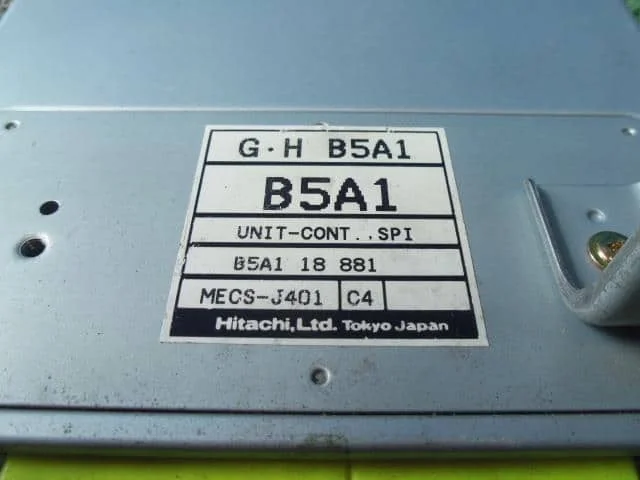 G·H B5A1
B5A1
UNIT-CONT.,SPI
B5A1 18 881
MECS-J401 C4
Hitachi,Ltd. Tokyo Japan